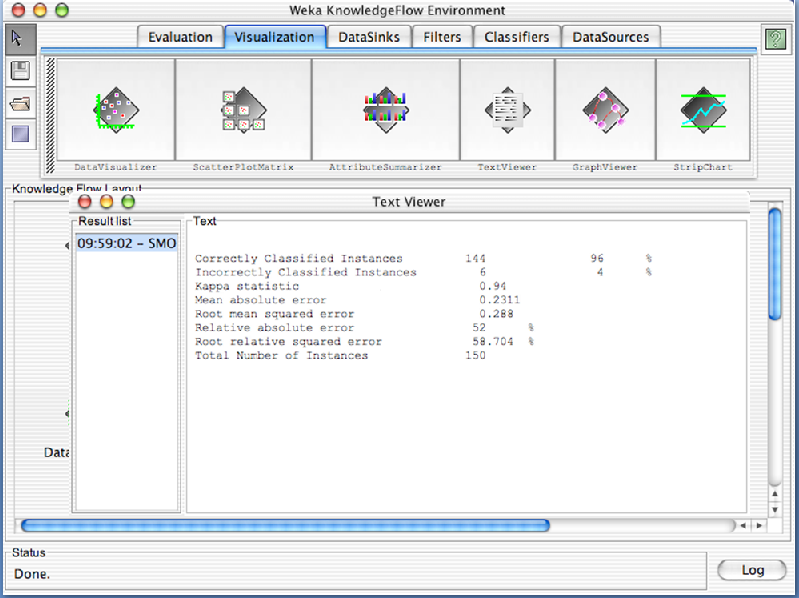 Weka KnowledgeFlow Environment
Evaluation Visualization DataSinks Filters Classifiers DataSources
?
DataVisualizer ScatterPlotMatrix AttributeSummarizer TextViewer GraphViewer StripChart
Knowledge Flow Layout
Text Viewer
Result list
09:59:02 – SMO
Text
Correctly Classified Instances 144 96 %
Incorrectly Classified Instances 6 4 %
Kappa statistic 0.94
Mean absolute error 0.2311
Root mean squared error 0.288
Relative absolute error 52 %
Root relative squared error 58.704 %
Total Number of Instances 150
Data
Status
Done.
Log